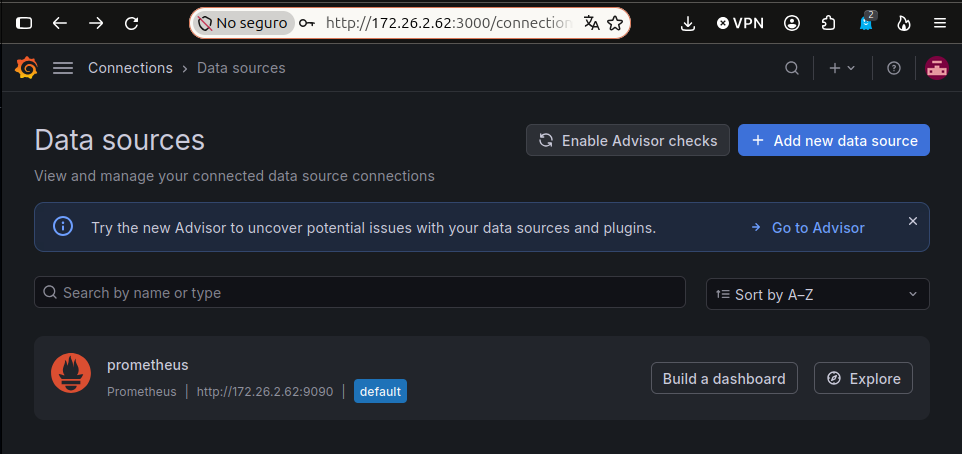 No seguro http://172.26.2.62:3000/connection VPN 2
Connections › Data sources
Data sources
Enable Advisor checks
+ Add new data source
View and manage your connected data source connections
Try the new Advisor to uncover potential issues with your data sources and plugins.
→ Go to Advisor
Search by name or type
Sort by A–Z
prometheus
Prometheus | http://172.26.2.62:9090 | default
Build a dashboard
Explore